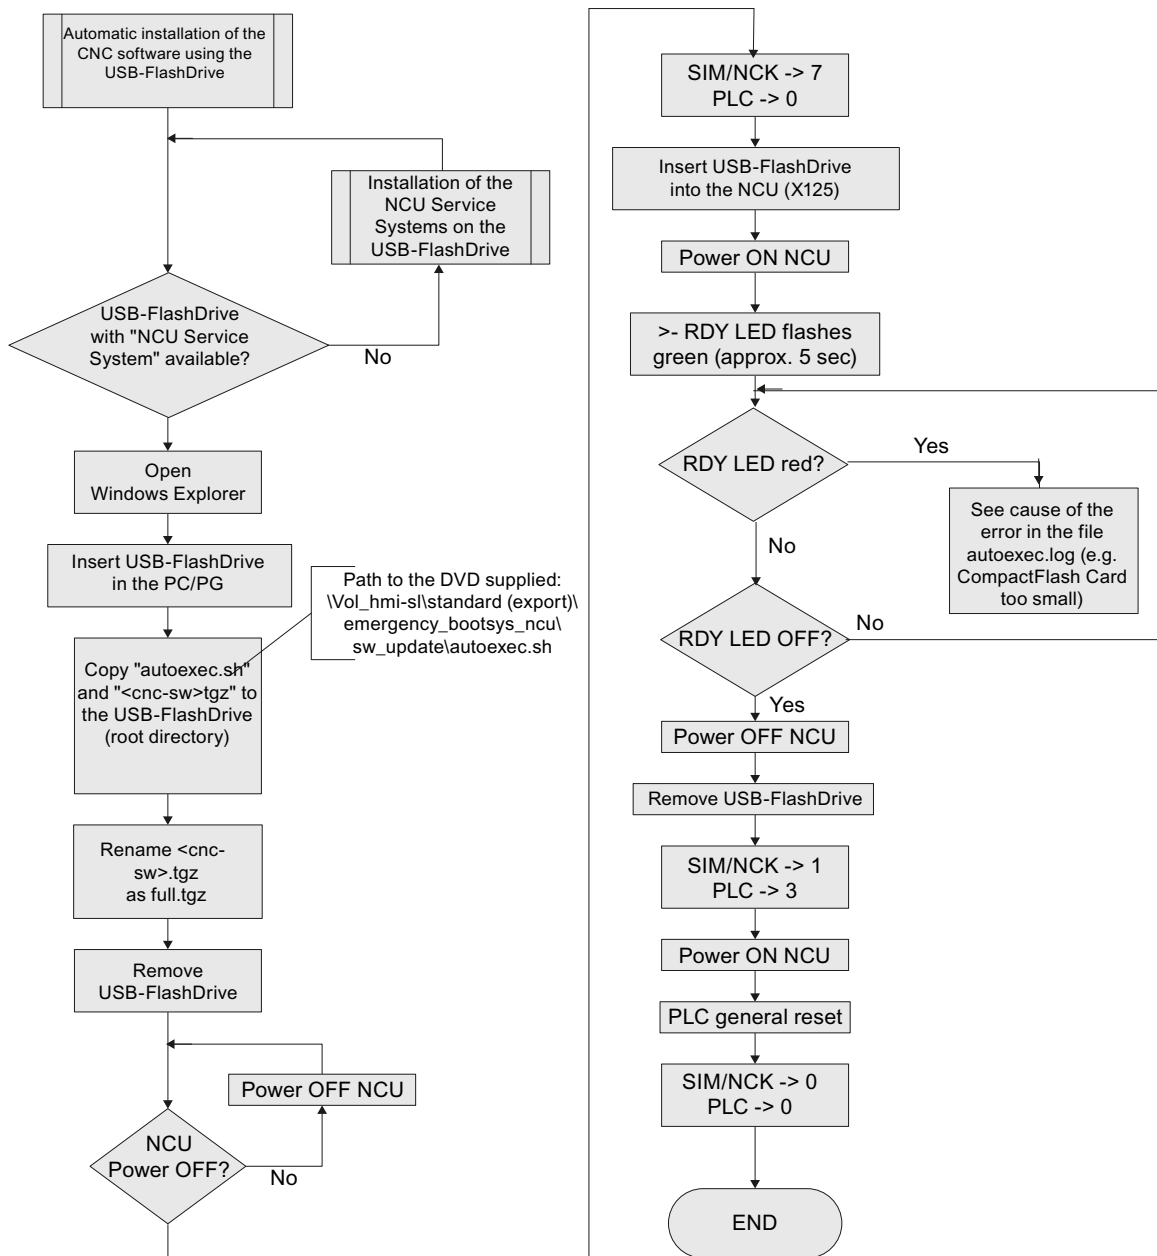 Automatic installation of the
CNC software using the
USB-FlashDrive
Installation of the
NCU Service
Systems on the
USB-FlashDrive
USB-FlashDrive
with "NCU Service
System" available?
No
Open
Windows Explorer
Insert USB-FlashDrive
in the PC/PG
Path to the DVD supplied:
\Vol_hmi-sl\standard (export)\
emergency_bootsys_ncu\
sw_update\autoexec.sh
Copy "autoexec.sh"
and "<cnc-sw>tgz" to
the USB-FlashDrive
(root directory)
Rename <cnc-
sw>.tgz
as full.tgz
Remove
USB-FlashDrive
Power OFF NCU
NCU
Power OFF?
No
SIM/NCK -> 7
PLC -> 0
Insert USB-FlashDrive
into the NCU (X125)
Power ON NCU
>- RDY LED flashes
green (approx. 5 sec)
RDY LED red?
Yes
See cause of the
error in the file
autoexec.log (e.g.
CompactFlash Card
too small)
No
RDY LED OFF?
No
Yes
Power OFF NCU
Remove USB-FlashDrive
SIM/NCK -> 1
PLC -> 3
Power ON NCU
PLC general reset
SIM/NCK -> 0
PLC -> 0
END